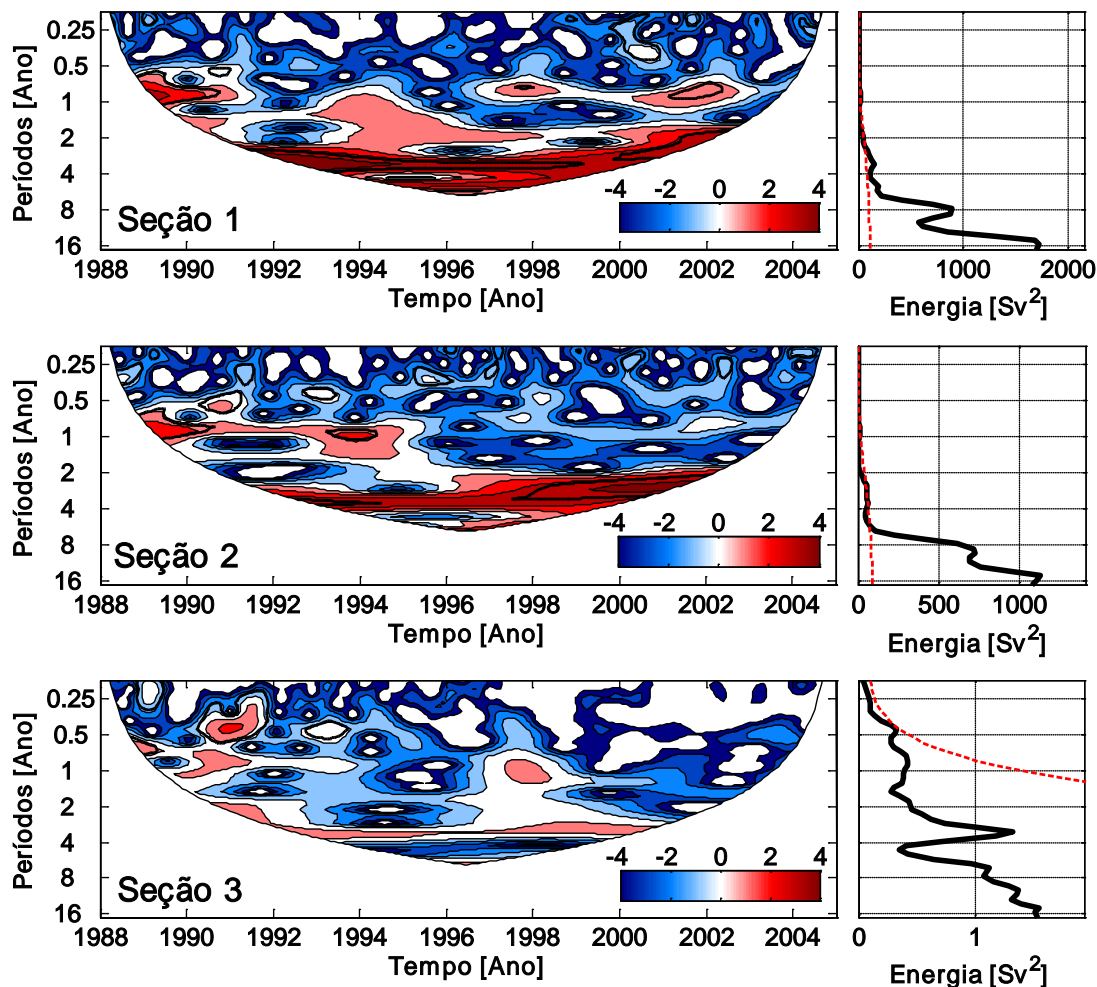 Períodos [Ano]
0.25
0.5
1
2
4
8
16
-4 -2 0 2 4
Seção 1
1988 1990 1992 1994 1996 1998 2000 2002 2004
Tempo [Ano]
0 1000 2000
Energia [Sv²]
Períodos [Ano]
0.25
0.5
1
2
4
8
16
-4 -2 0 2 4
Seção 2
1988 1990 1992 1994 1996 1998 2000 2002 2004
Tempo [Ano]
0 500 1000
Energia [Sv²]
Períodos [Ano]
0.25
0.5
1
2
4
8
16
-4 -2 0 2 4
Seção 3
1988 1990 1992 1994 1996 1998 2000 2002 2004
Tempo [Ano]
0 1
Energia [Sv²]